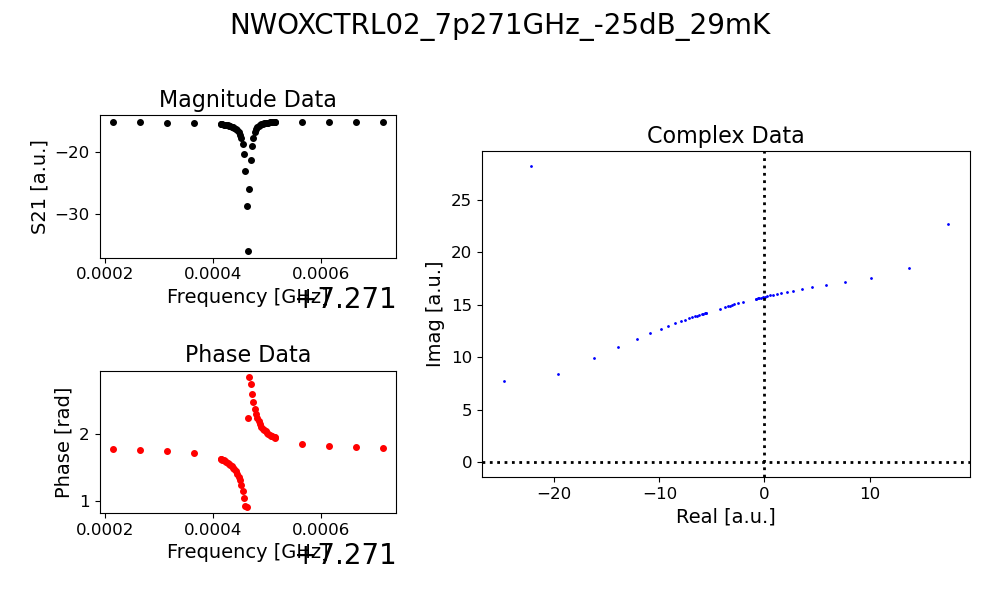 NWOXCTRL02_7p271GHz_-25dB_29mK
Magnitude Data
S21 [a.u.]
−20
−30
0.0002 0.0004 0.0006
Frequency [GHz]
+7.271
Phase Data
Phase [rad]
2
1
0.0002 0.0004 0.0006
Frequency [GHz]
+7.271
Complex Data
Imag [a.u.]
25
20
15
10
5
0
−20 −10 0 10
Real [a.u.]